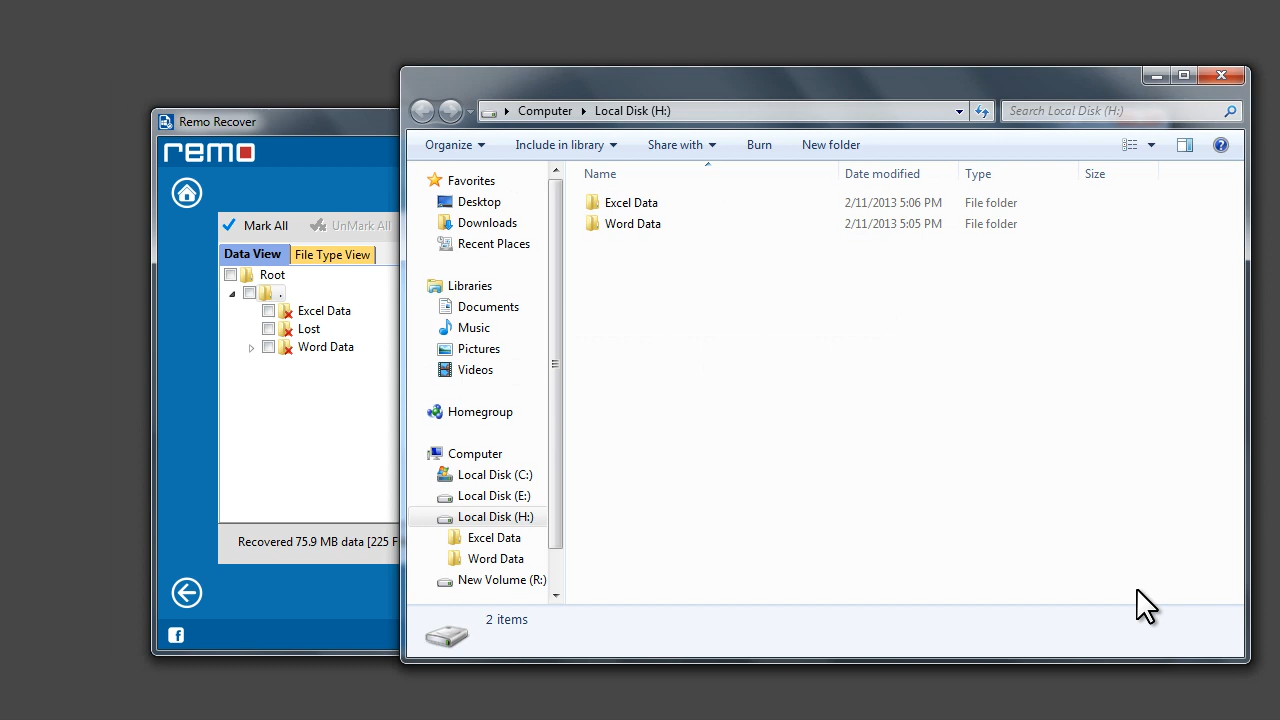 Remo Recover
remo
Mark All
UnMark All
Data View
File Type View
Root
.
Excel Data
Lost
Word Data
Recovered 75.9 MB data [225 F
f
Computer Local Disk (H:)
Search Local Disk (H:)
Organize
Include in library
Share with
Burn
New folder
?
Name
Date modified
Type
Size
Excel Data 2/11/2013 5:06 PM File folder
Word Data 2/11/2013 5:05 PM File folder
Favorites
Desktop
Downloads
Recent Places
Libraries
Documents
Music
Pictures
Videos
Homegroup
Computer
Local Disk (C:)
Local Disk (E:)
Local Disk (H:)
Excel Data
Word Data
New Volume (R:)
2 items